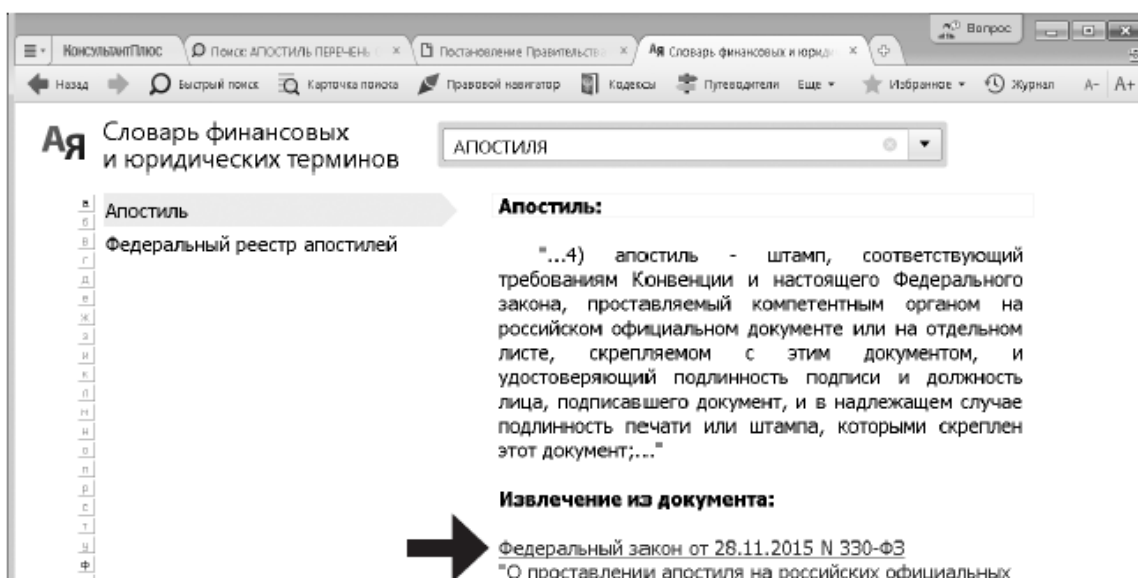 Вопрос
КонсультантПлюс
Поиск: АПОСТИЛЬ ПЕРЕЧЕНЬ
Постановление Правительств
Ая Словарь финансовых и юриди
Назад
Быстрый поиск
Карточка поиска
Правовой навигатор
Кодексы
Путеводители
Еще
Избранное
Журнал
А-
А+
Ая
Словарь финансовых
и юридических терминов
АПОСТИЛЯ
а
б
в
г
д
е
ж
з
и
к
л
м
н
о
п
р
с
т
у
ф
Апостиль
Федеральный реестр апостилей
Апостиль:
"...4) апостиль - штамп, соответствующий
требованиям Конвенции и настоящего Федерального
закона, проставляемый компетентным органом на
российском официальном документе или на отдельном
листе, скрепляемом с этим документом, и
удостоверяющий подлинность подписи и должность
лица, подписавшего документ, и в надлежащем случае
подлинность печати или штампа, которыми скреплен
этот документ;..."
Извлечение из документа:
Федеральный закон от 28.11.2015 N 330-ФЗ
"О проставлении апостиля на российских официальных